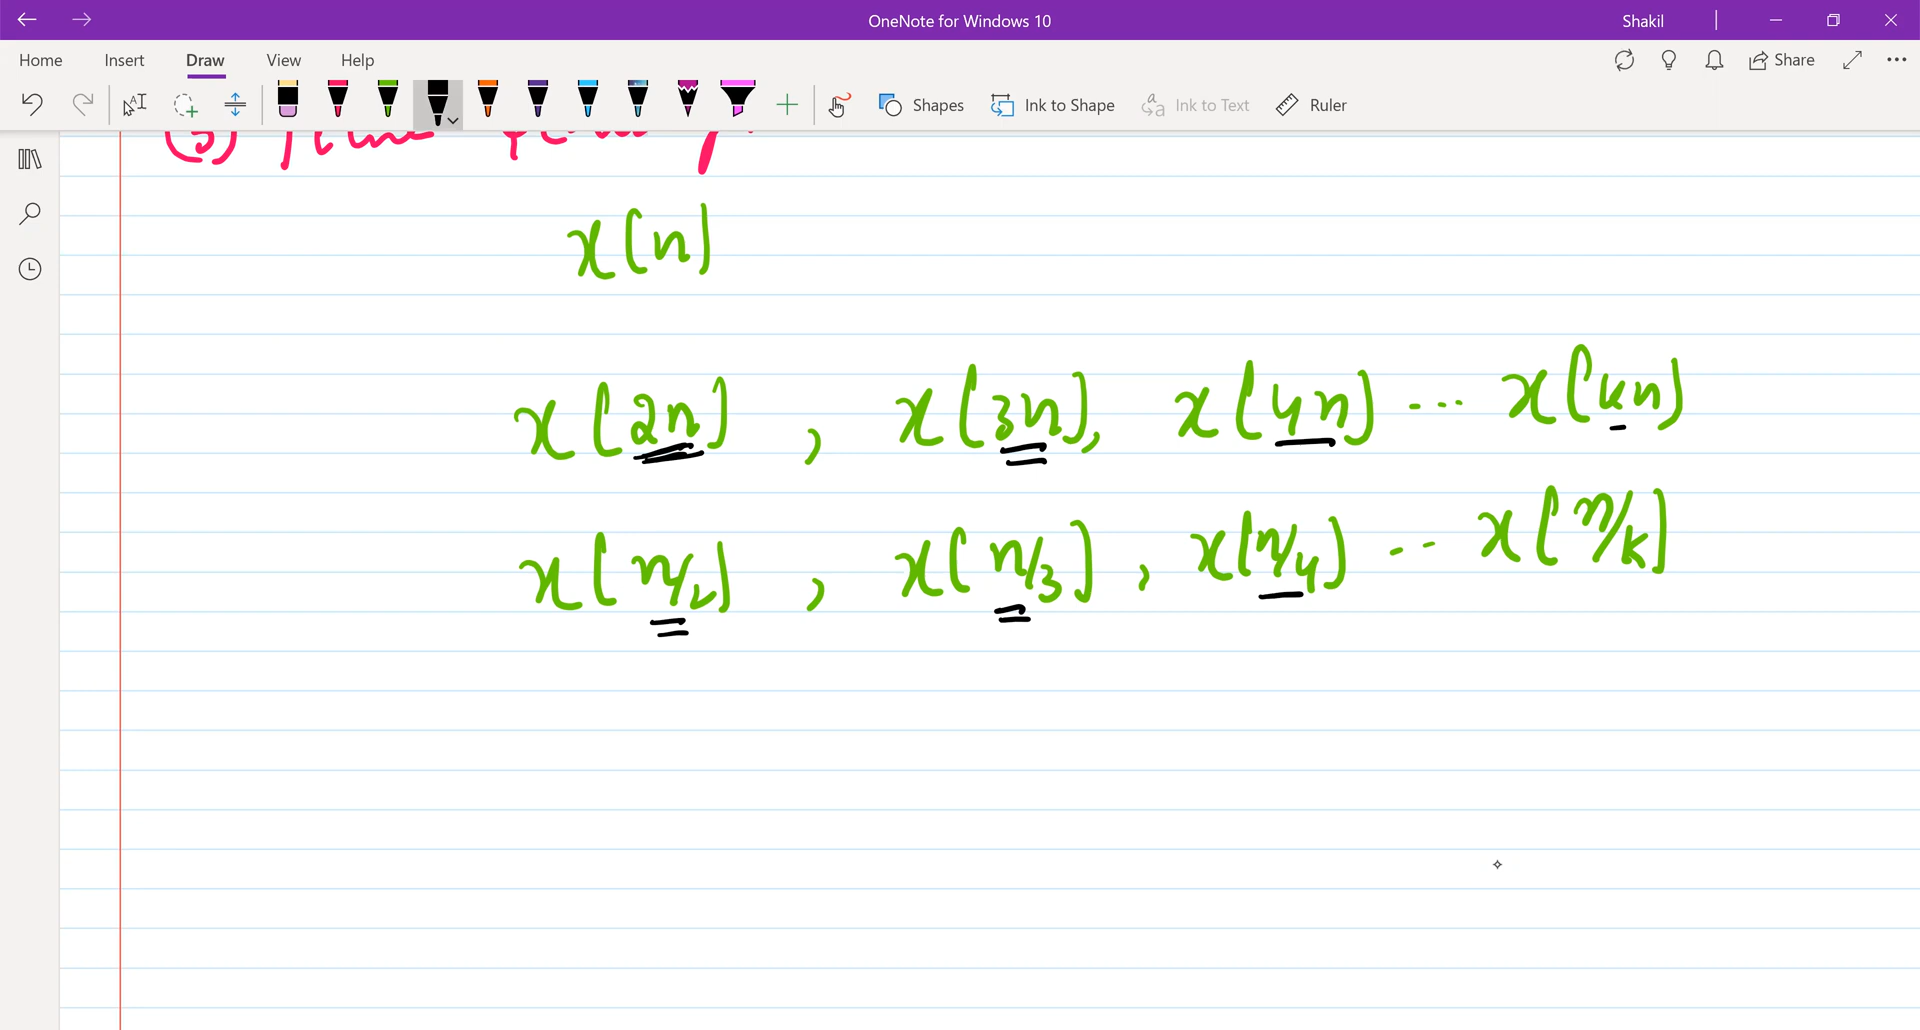 OneNote for Windows 10
Shakil
Home Insert Draw View Help
Share
Shapes Ink to Shape Ink to Text Ruler
(3)
x[n]
x[2n] , x[3n], x[4n] ... x[kn]
x[n/2] , x[n/3] , x[n/4] .. x[n/k]